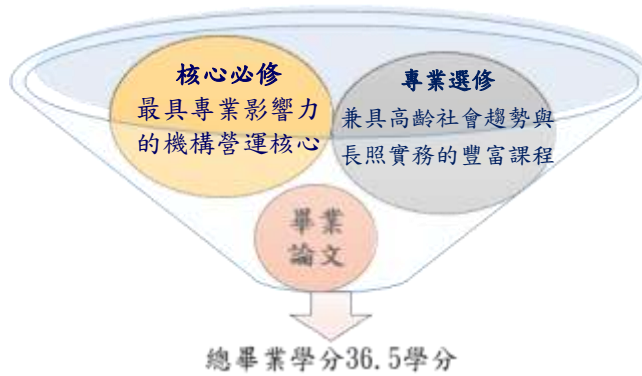 核心必修
最具專業影響力
的機構營運核心
專業選修
兼具高齡社會趨勢與
長照實務的豐富課程
畢業
論文
總畢業學分36.5學分